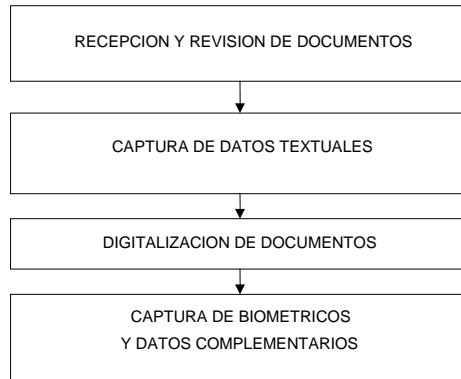 RECEPCION Y REVISION DE DOCUMENTOS
CAPTURA DE DATOS TEXTUALES
DIGITALIZACION DE DOCUMENTOS
CAPTURA DE BIOMETRICOS
Y DATOS COMPLEMENTARIOS